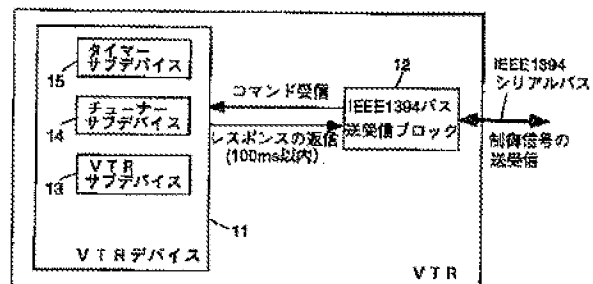 タイマー
サブデバイス
15
チューナー
サブデバイス
14
VTR
サブデバイス
13
VTRデバイス
11
コマンド受信
レスポンスの返信
(100ms以内)
12
IEEE1394バス
送受信ブロック
VTR
IEEE1394
シリアルバス
制御信号の
送受信